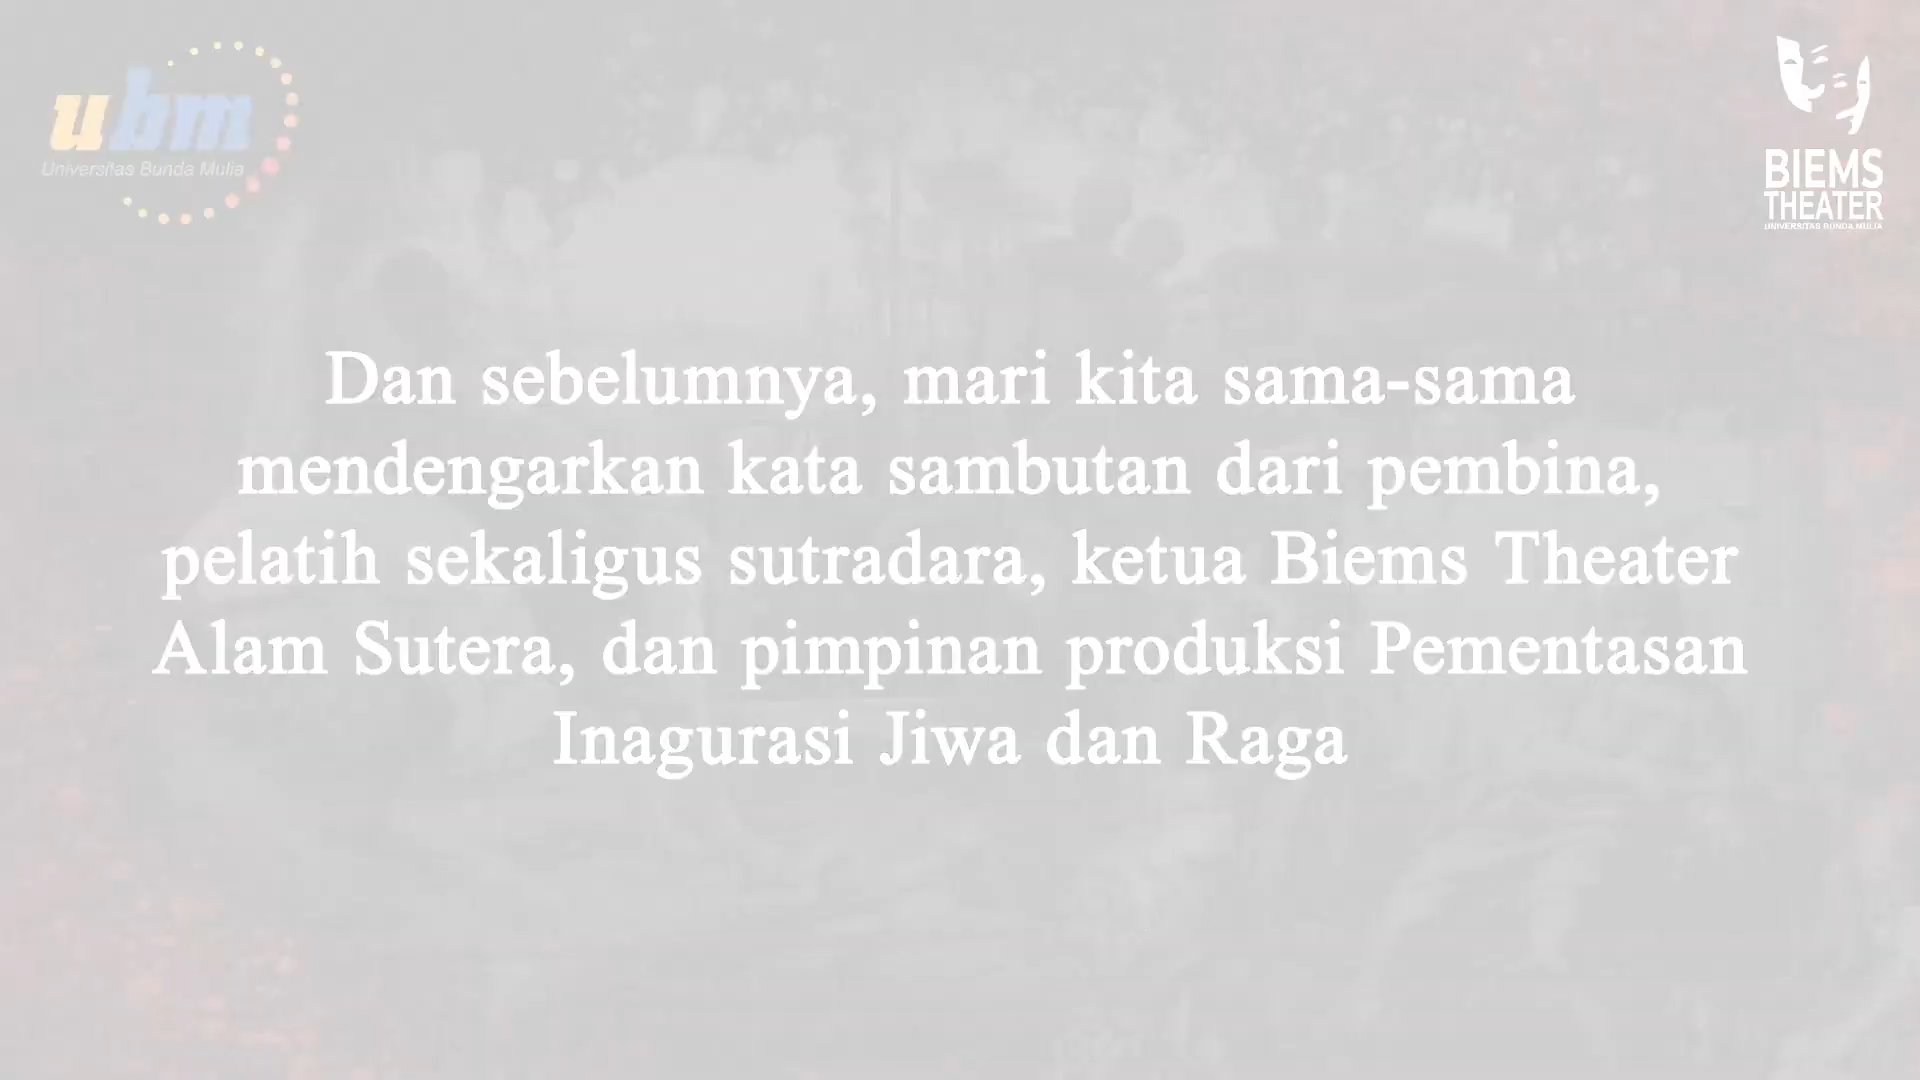 ubm
Universitas Bunda Mulia
BIEMS
THEATER
UNIVERSITAS BUNDA MULIA
Dan sebelumnya, mari kita sama-sama
mendengarkan kata sambutan dari pembina,
pelatih sekaligus sutradara, ketua Biems Theater
Alam Sutera, dan pimpinan produksi Pementasan
Inagurasi Jiwa dan Raga